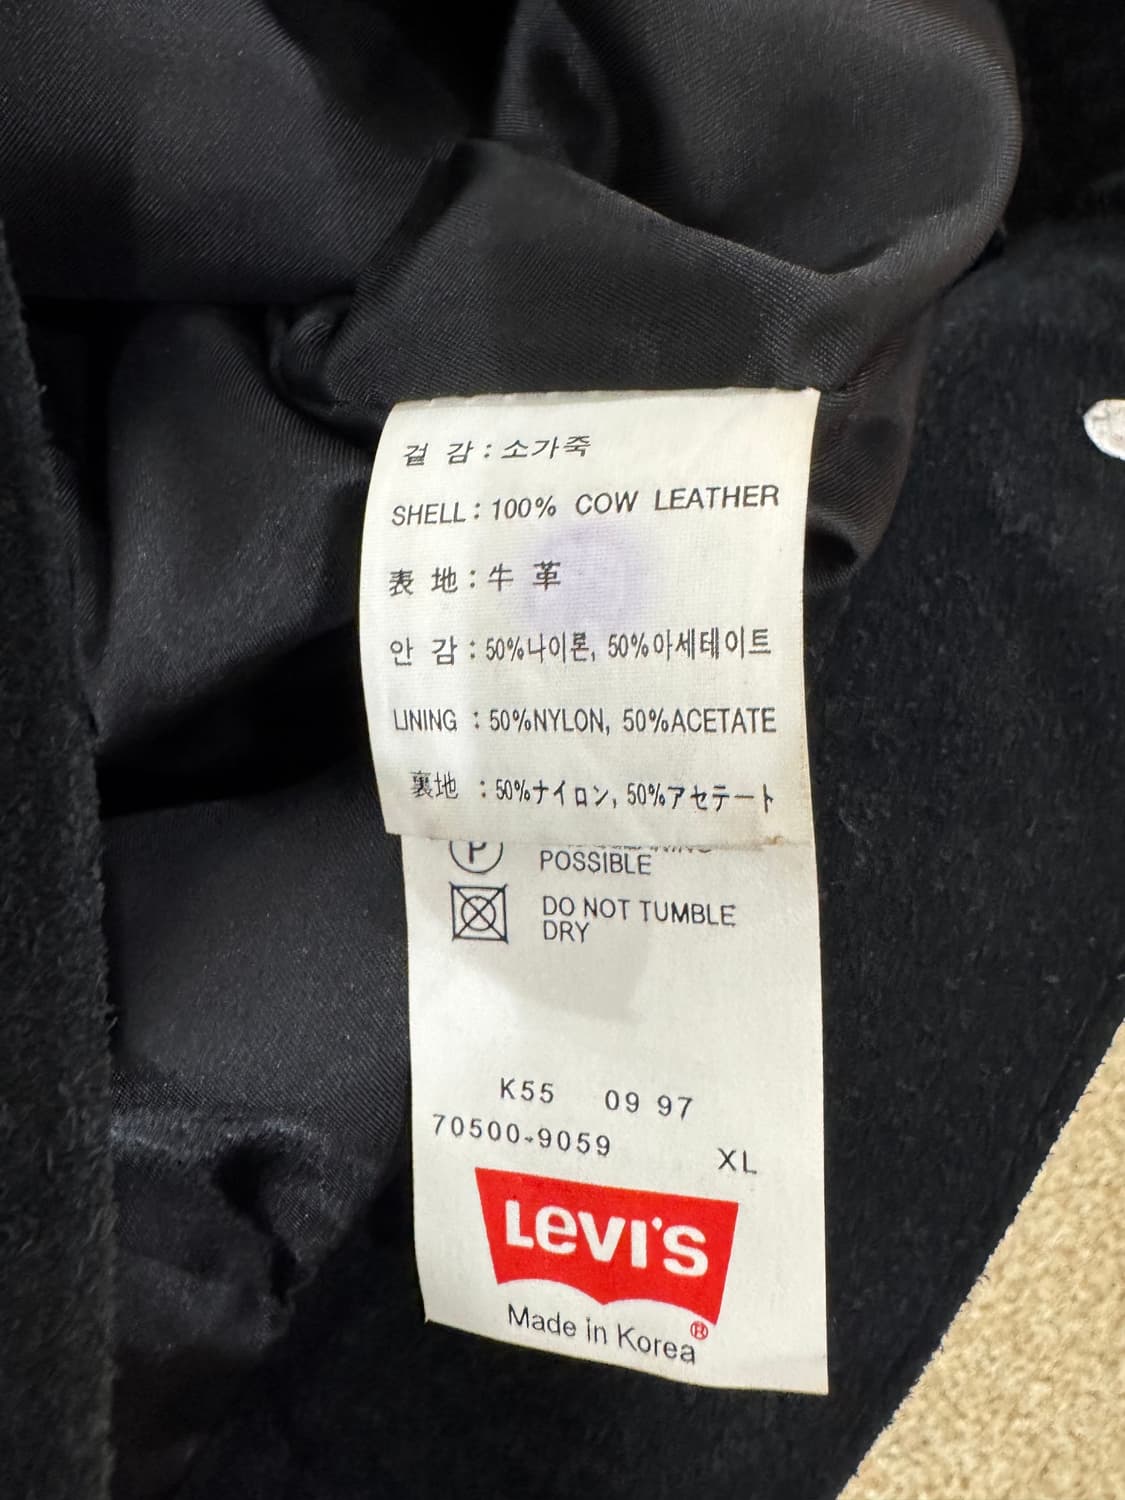 겉 감 : 소가죽
SHELL : 100% COW LEATHER
表 地 : 牛 革
안 감 : 50%나이론, 50%아세테이트
LINING : 50%NYLON, 50%ACETATE
裏地 : 50%ナイロン, 50%アセテート
P
POSSIBLE
DO NOT TUMBLE
DRY
K55 09 97
70500-9059
XL
LEVI'S
®
Made in Korea